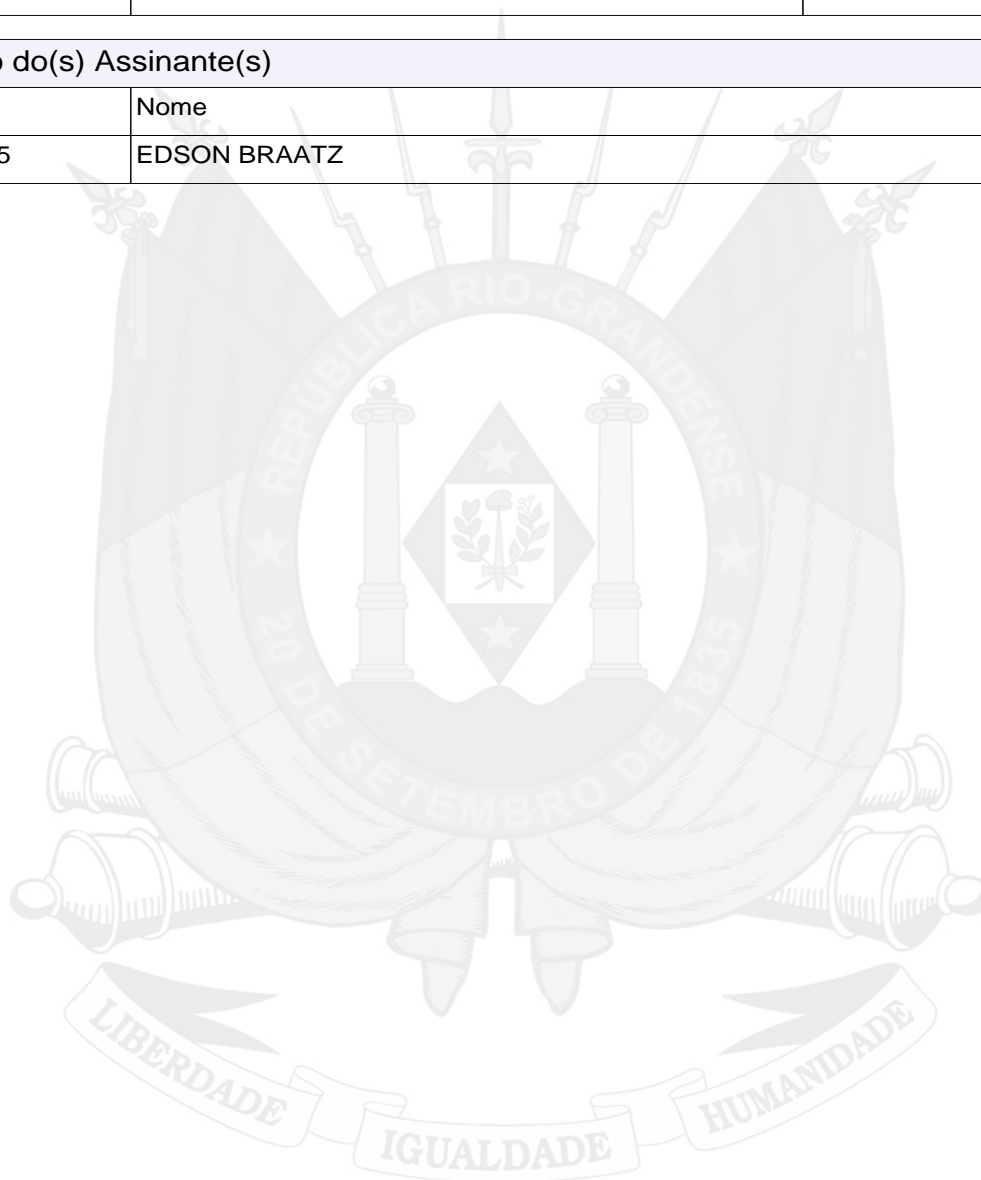 o do(s) Assinante(s)
Nome
5 EDSON BRAATZ
REPÚBLICA RIO-GRANDENSE
★ 20 DE SETEMBRO DE 1835 ★
LIBERDADE IGUALDADE HUMANIDADE